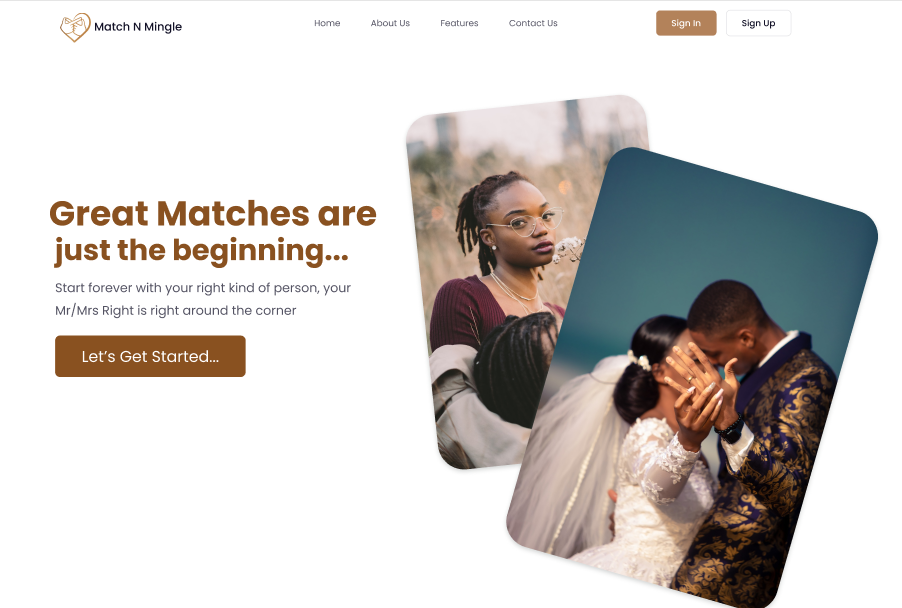 Match N Mingle
Home
About Us
Features
Contact Us
Sign In
Sign Up
Great Matches are
just the beginning...
Start forever with your right kind of person, your
Mr/Mrs Right is right around the corner
Let's Get Started...